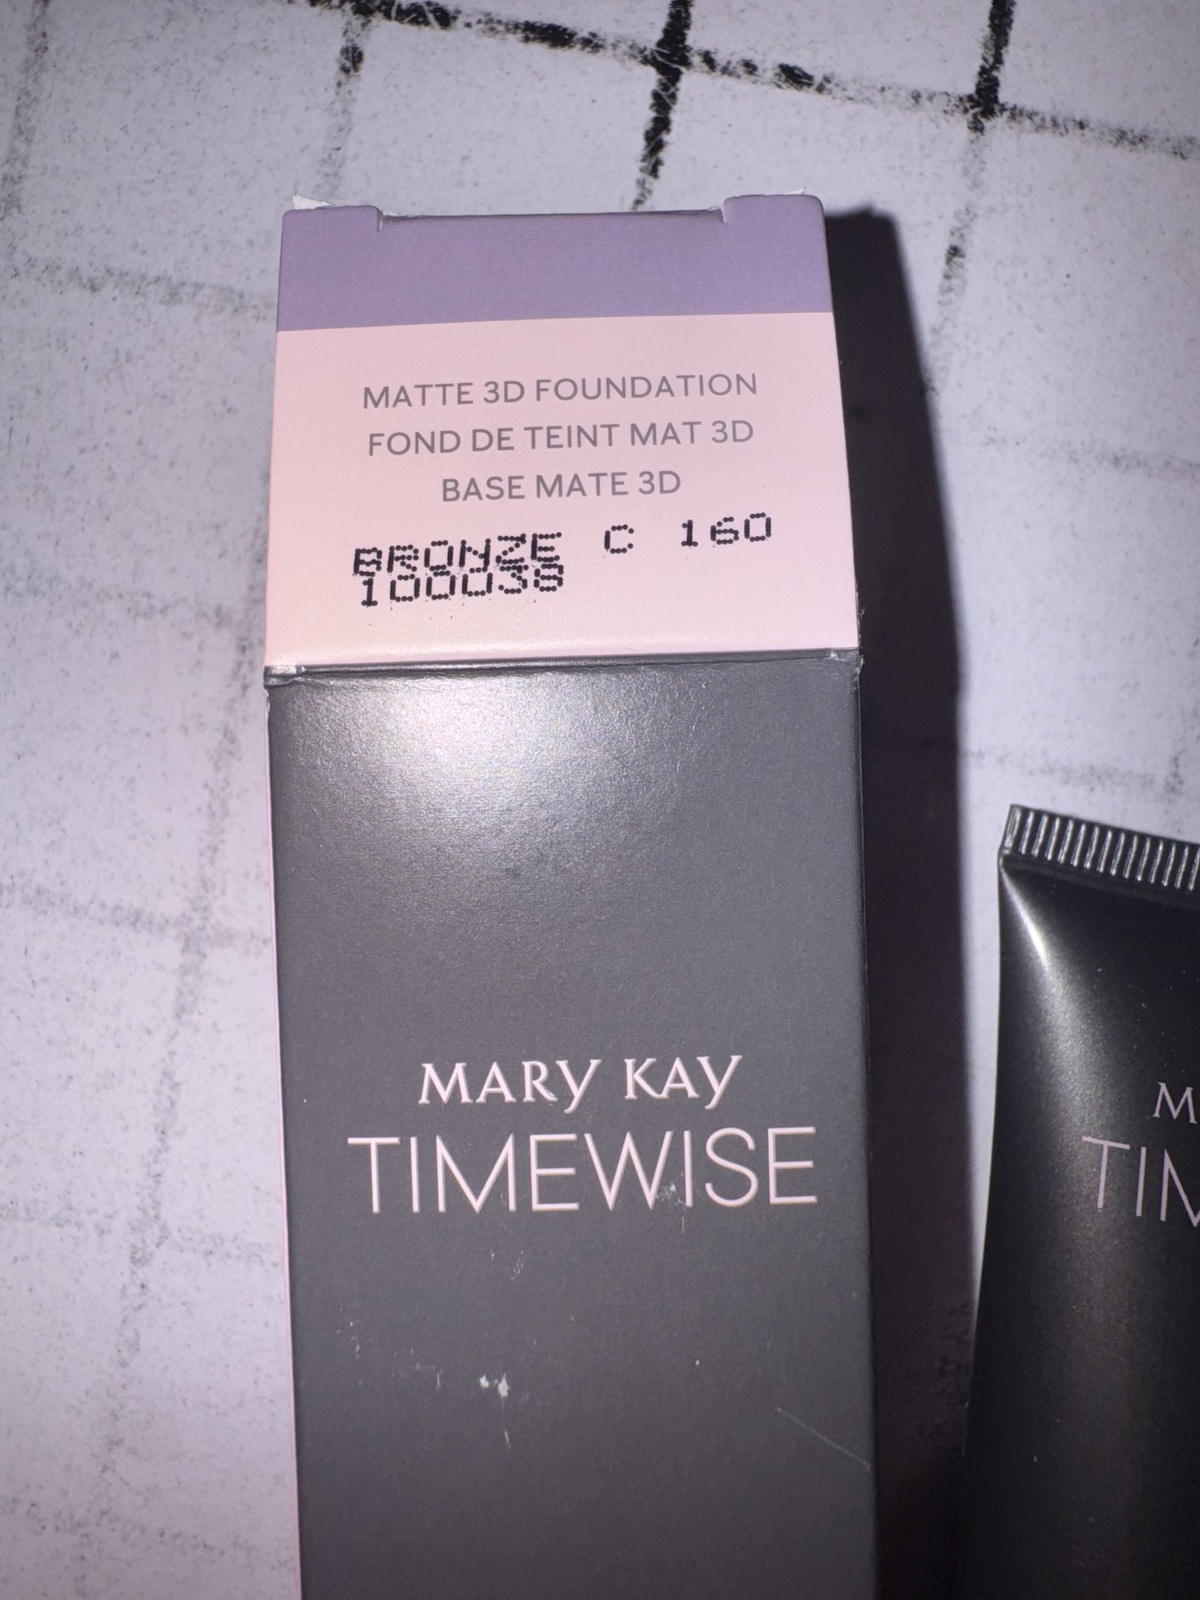 MATTE 3D FOUNDATION
FOND DE TEINT MAT 3D
BASE MATE 3D
BRONZE C 160
100038
MARY KAY
TIMEWISE
M
TIM